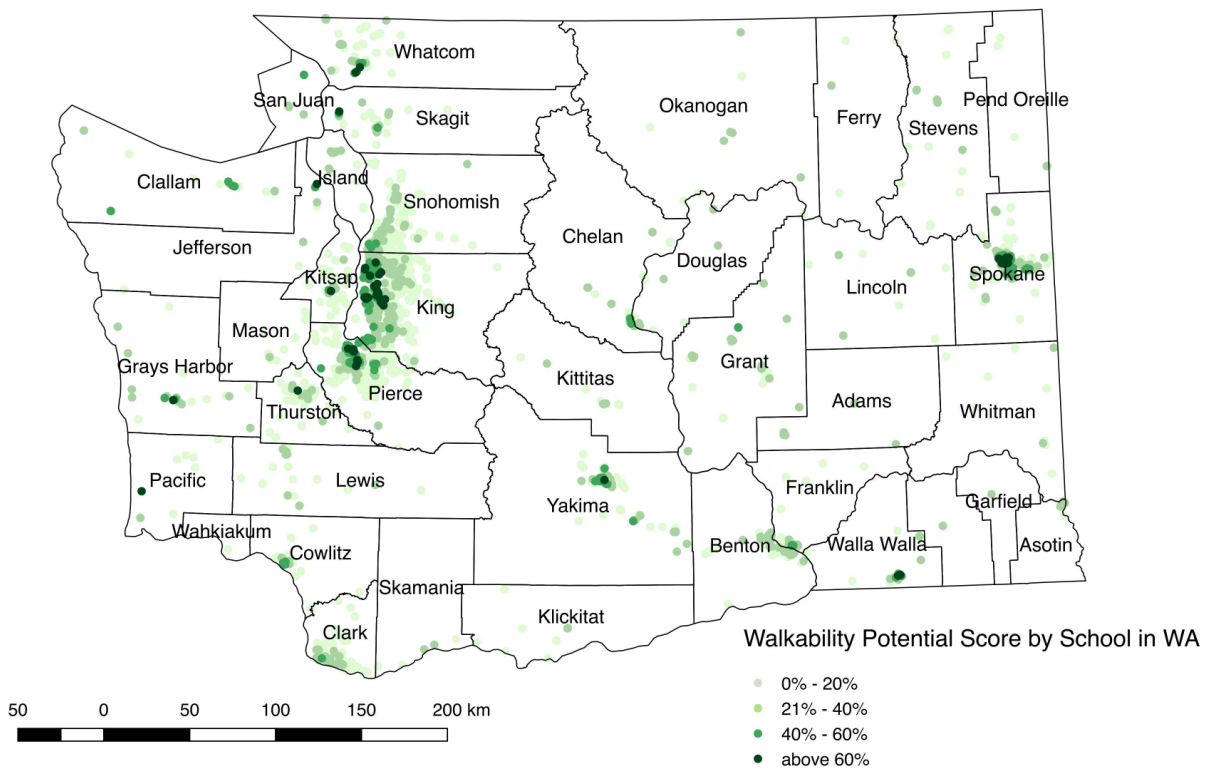 Whatcom
San Juan
Skagit
Okanogan
Ferry
Stevens
Pend Oreille
Clallam
Island
Snohomish
Jefferson
Chelan
Douglas
Kitsap
King
Lincoln
Spokane
Mason
Grays Harbor
Grant
Kittitas
Pierce
Thurston
Adams
Whitman
Pacific
Lewis
Yakima
Franklin
Garfield
Wahkiakum
Cowlitz
Benton
Walla Walla
Asotin
Skamania
Klickitat
Clark
Walkability Potential Score by School in WA
0% - 20%
21% - 40%
40% - 60%
above 60%
50 0 50 100 150 200 km